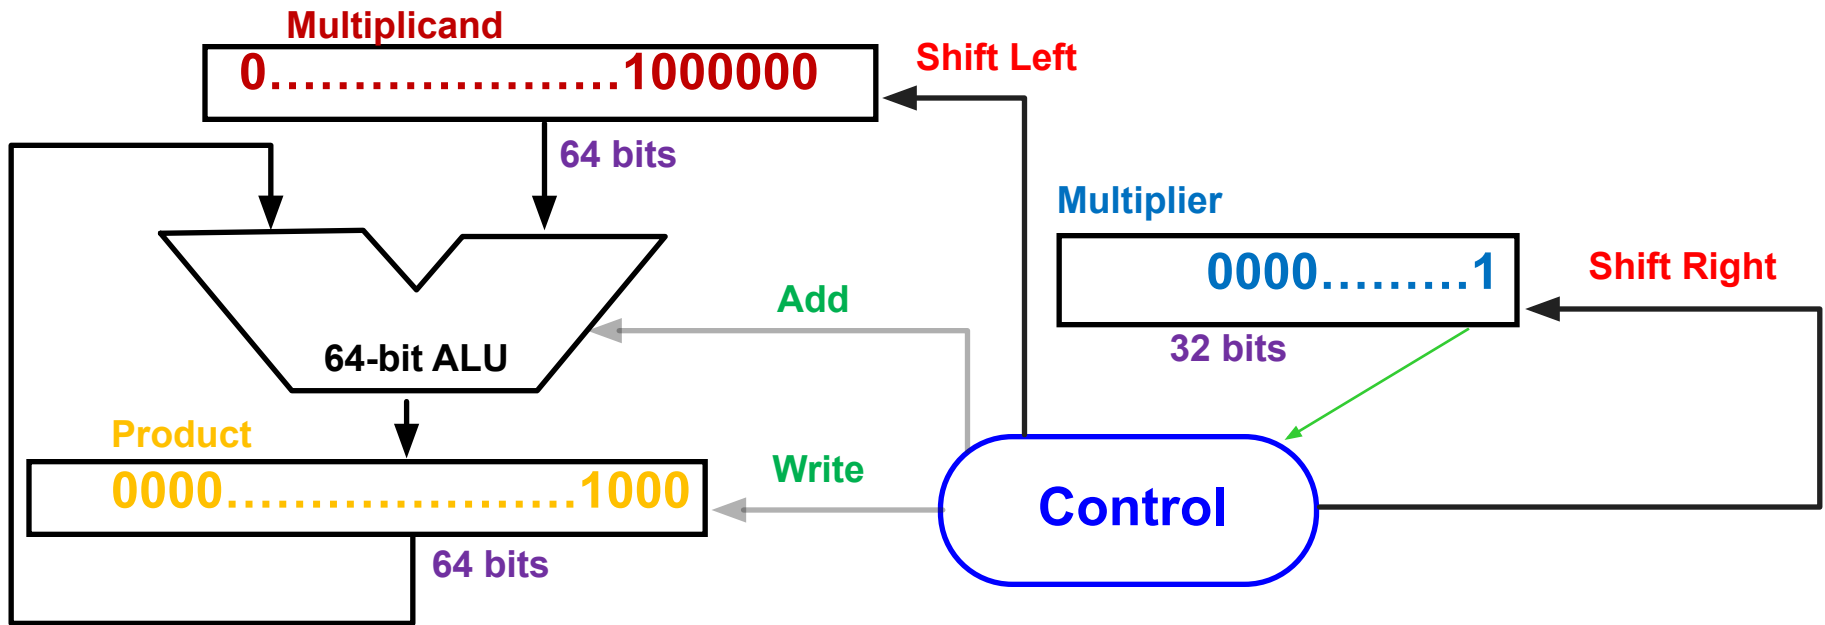 Multiplicand
0.....................1000000
Shift Left
64 bits
Multiplier
0000.........1
Shift Right
32 bits
Add
64-bit ALU
Product
0000.....................1000
Write
Control
64 bits